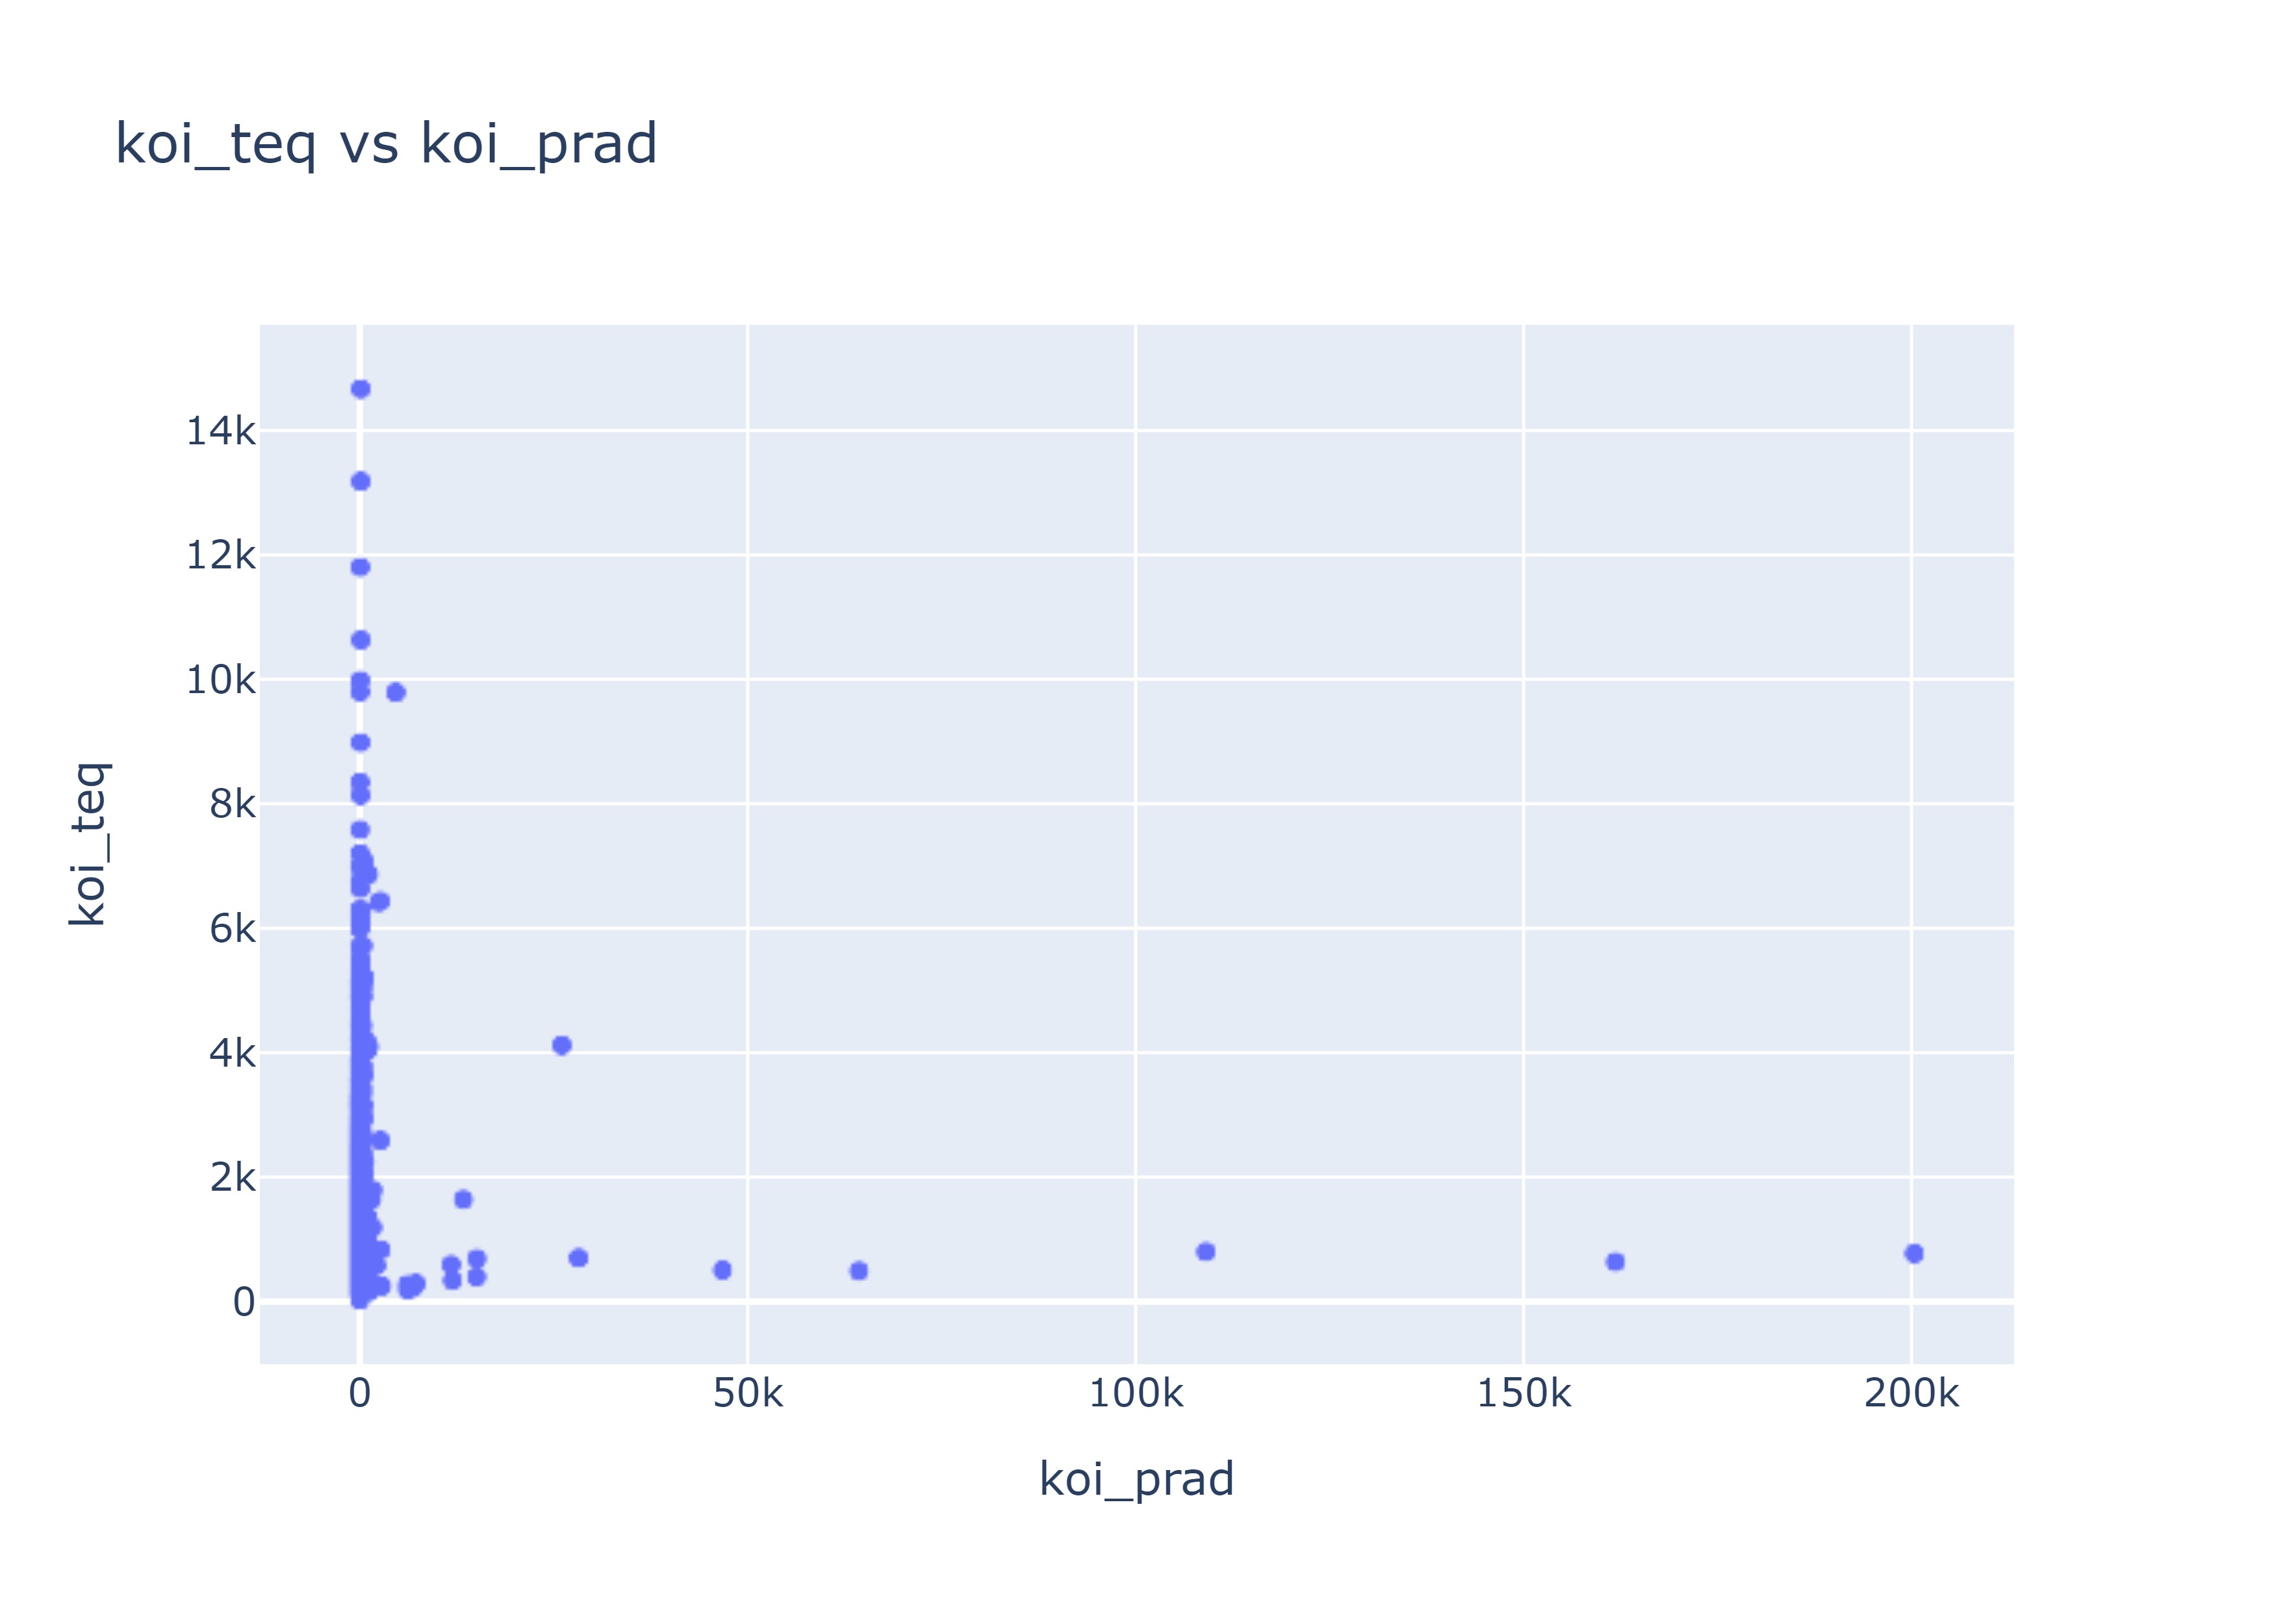 koi_teq vs koi_prad
14k
12k
10k
8k
6k
4k
2k
0
koi_teq
0 50k 100k 150k 200k
koi_prad